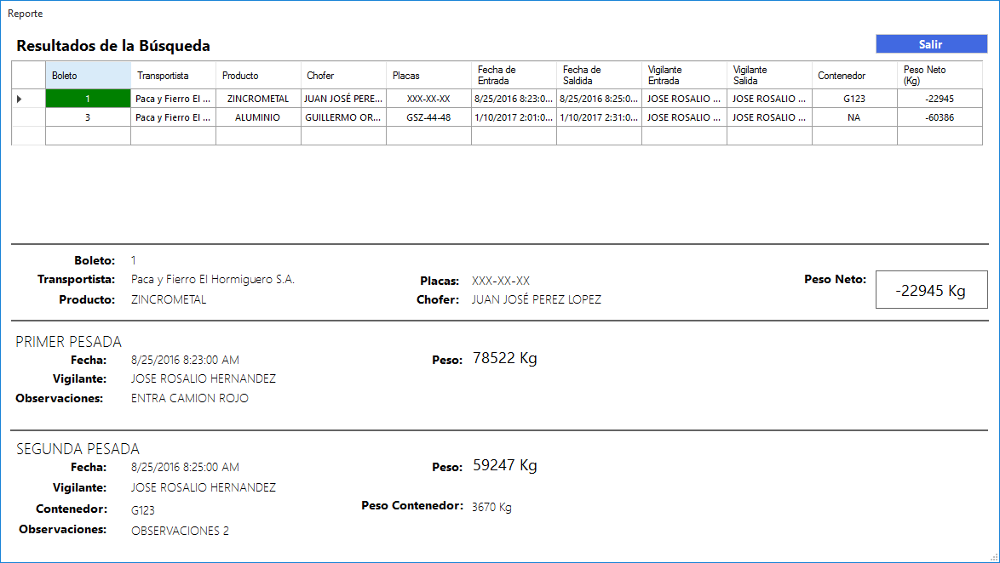 Reporte
Resultados de la Búsqueda
Salir
Boleto Transportista Producto Chofer Placas Fecha de Entrada Fecha de Saldida Vigilante Entrada Vigilante Salida Contenedor Peso Neto (Kg)
1 Paca y Fierro El ... ZINCROMETAL JUAN JOSÉ PERE... XXX-XX-XX 8/25/2016 8:23:0... 8/25/2016 8:25:0... JOSE ROSALIO ... JOSE ROSALIO ... G123 -22945
3 Paca y Fierro El ... ALUMINIO GUILLERMO OR... GSZ-44-48 1/10/2017 2:01:0... 1/10/2017 2:31:0... JOSE ROSALIO ... JOSE ROSALIO ... NA -60386
Boleto: 1
Transportista: Paca y Fierro El Hormiguero S.A. Placas: XXX-XX-XX Peso Neto: -22945 Kg
Producto: ZINCROMETAL Chofer: JUAN JOSÉ PEREZ LOPEZ
PRIMER PESADA
Fecha: 8/25/2016 8:23:00 AM Peso: 78522 Kg
Vigilante: JOSE ROSALIO HERNANDEZ
Observaciones: ENTRA CAMION ROJO
SEGUNDA PESADA
Fecha: 8/25/2016 8:25:00 AM Peso: 59247 Kg
Vigilante: JOSE ROSALIO HERNANDEZ
Contenedor: G123 Peso Contenedor: 3670 Kg
Observaciones: OBSERVACIONES 2